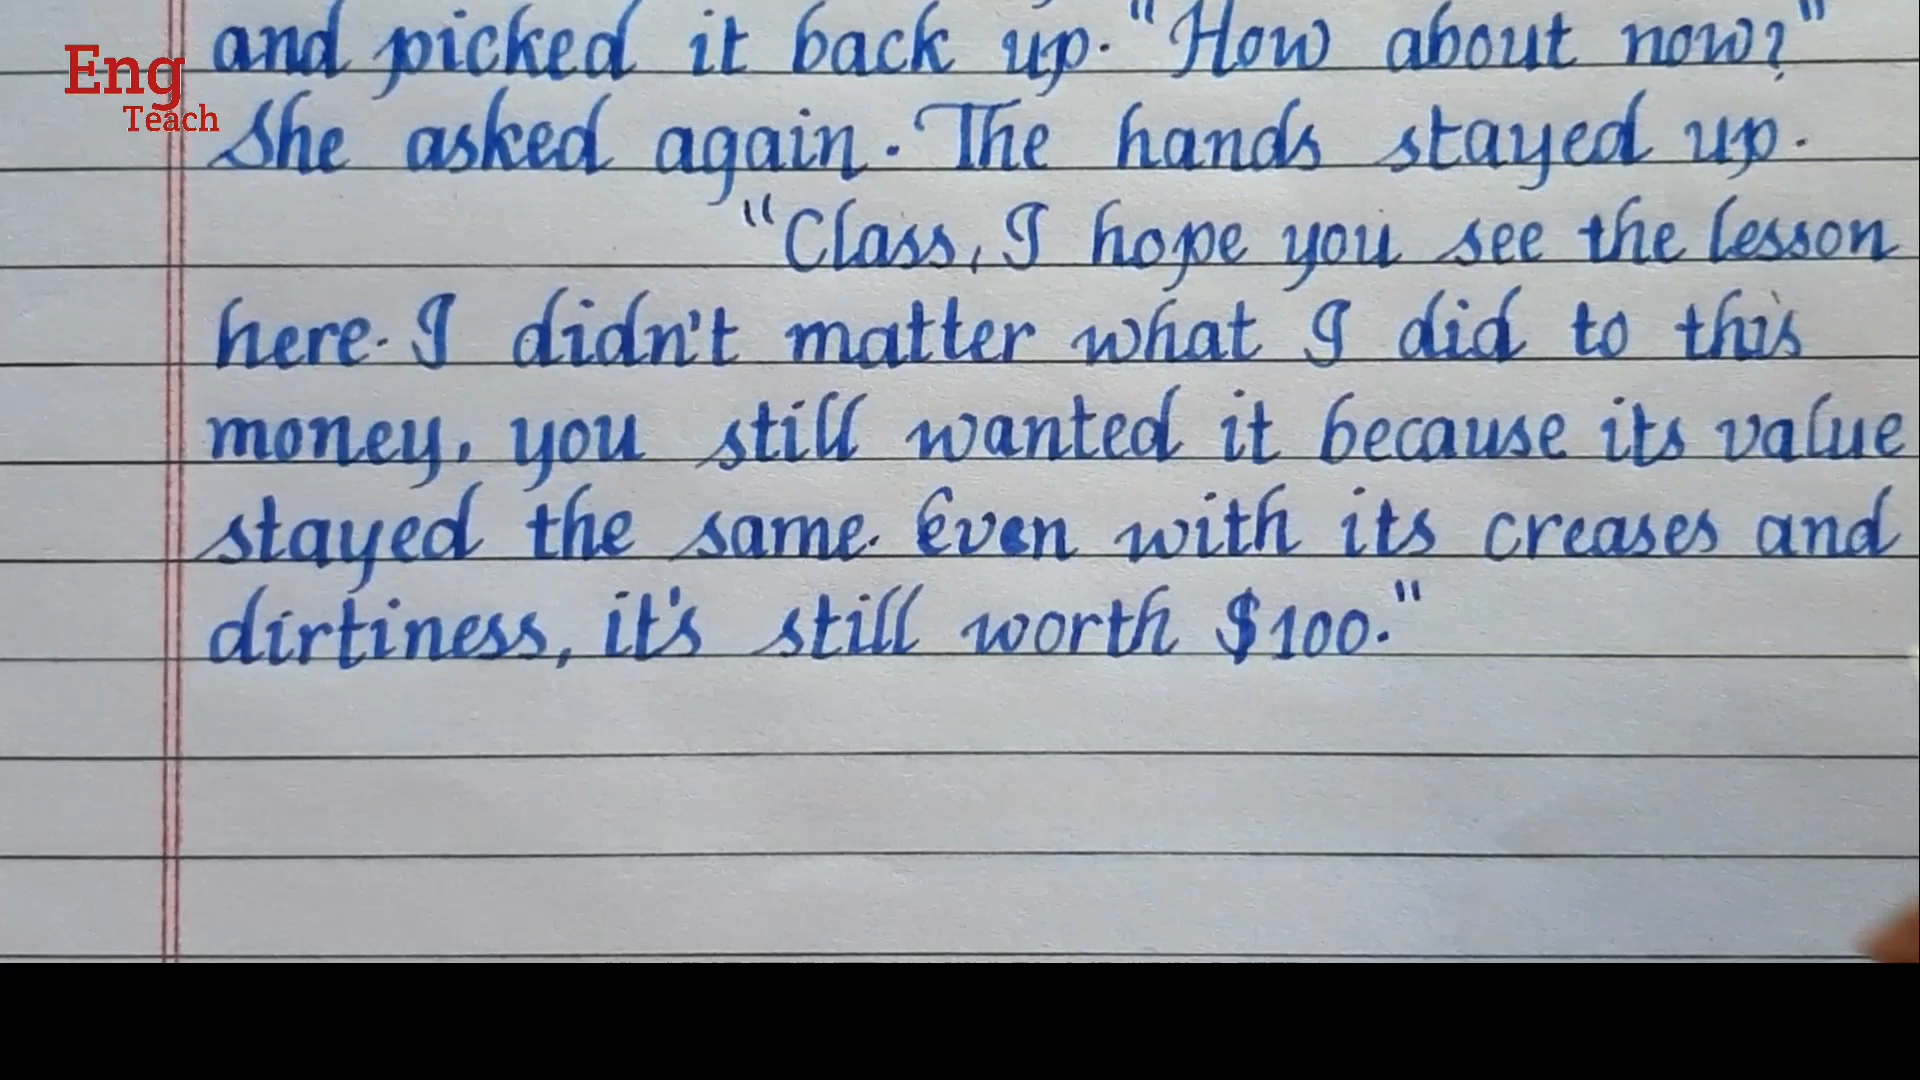 and picked it back up. "How about now?"
Eng
Teach
She asked again. The hands stayed up.
"Class, I hope you see the lesson
here. I didn't matter what I did to this
money, you still wanted it because its value
stayed the same. Even with its creases and
dirtiness, it's still worth $100."